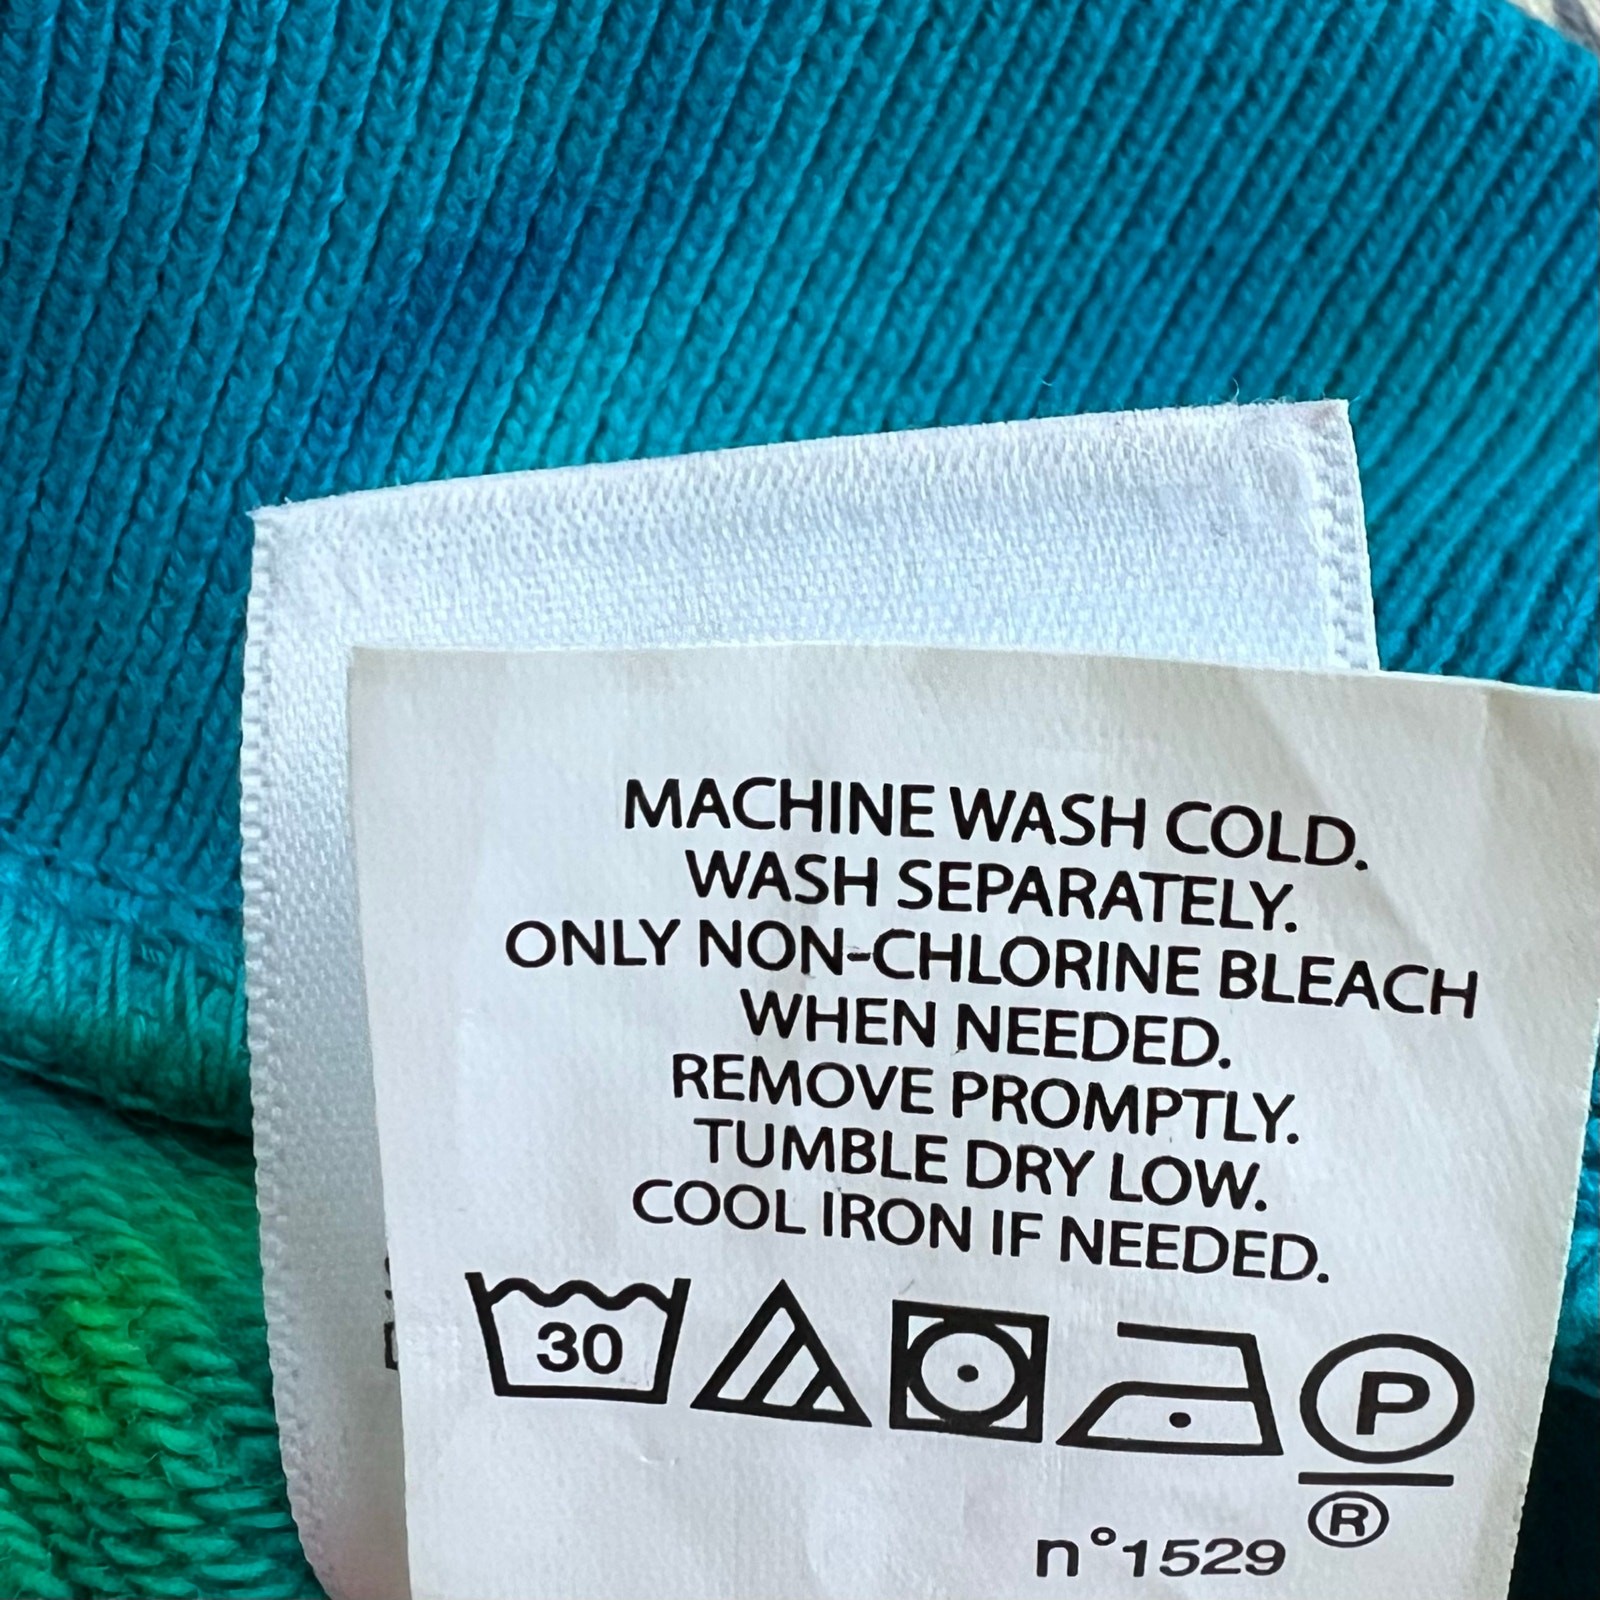 MACHINE WASH COLD.
WASH SEPARATELY.
ONLY NON-CHLORINE BLEACH
WHEN NEEDED.
REMOVE PROMPTLY.
TUMBLE DRY LOW.
COOL IRON IF NEEDED.
30 P
®
n°1529